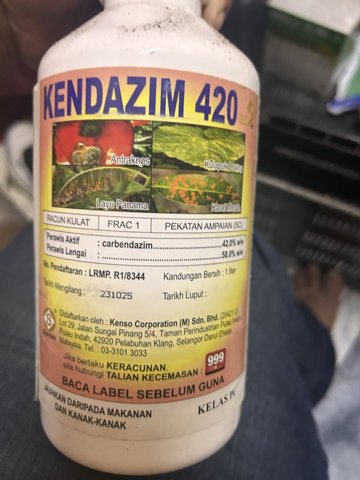 KENDAZIM 420
Antraknos
Layu Panama
Karat Merah
RACUN KULAT
FRAC 1
PEKATAN AMPAIAN (SC)
Perawis Aktif : carbendazim 42.0% w/w
Perawis Lengai : 58.0% w/w
No. Pendaftaran : LRMP. R1/8344
Kandungan Bersih : 1 liter
Tarikh Mengilang : 231025
Tarikh Luput :
Didaftarkan oleh : Kenso Corporation (M) Sdn. Bhd.
Lot 29, Jalan Sungai Pinang 5/4, Taman Perindustrian Pulau Indah,
Pulau Indah, 42920 Pelabuhan Klang, Selangor Darul Ehsan,
Malaysia. Tel. : 03-3101 3033
Jika berlaku KERACUNAN,
sila hubungi TALIAN KECEMASAN :
999
BACA LABEL SEBELUM GUNA
JAUHKAN DARIPADA MAKANAN
DAN KANAK-KANAK
KELAS